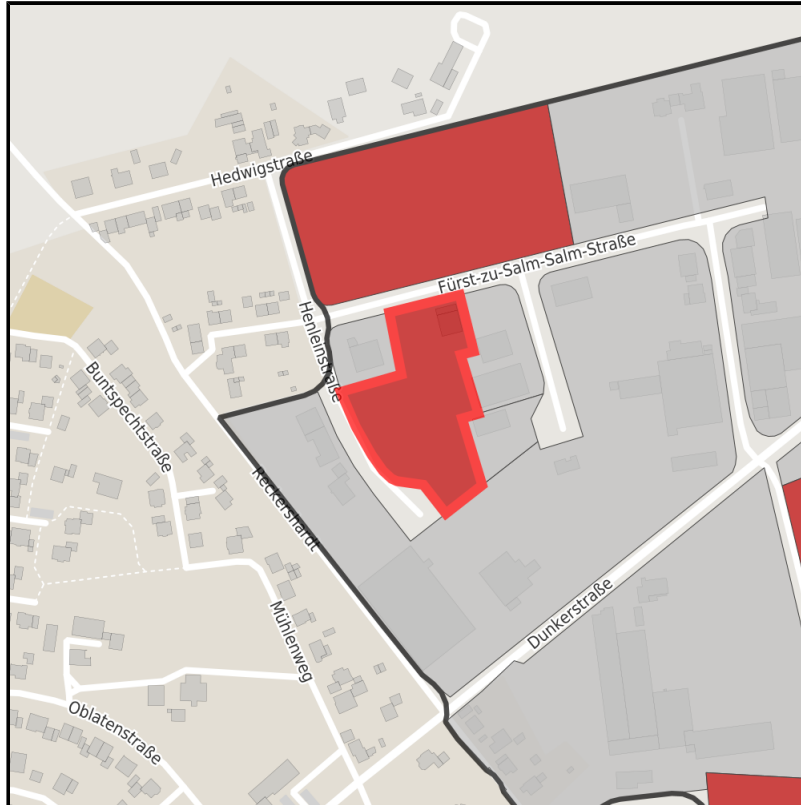 Hedwigstraße
Fürst-zu-Salm-Salm-Straße
Henleinstraße
Buntspechtstraße
Reckershardt
Dunkerstraße
Mühlenweg
Oblatenstraße